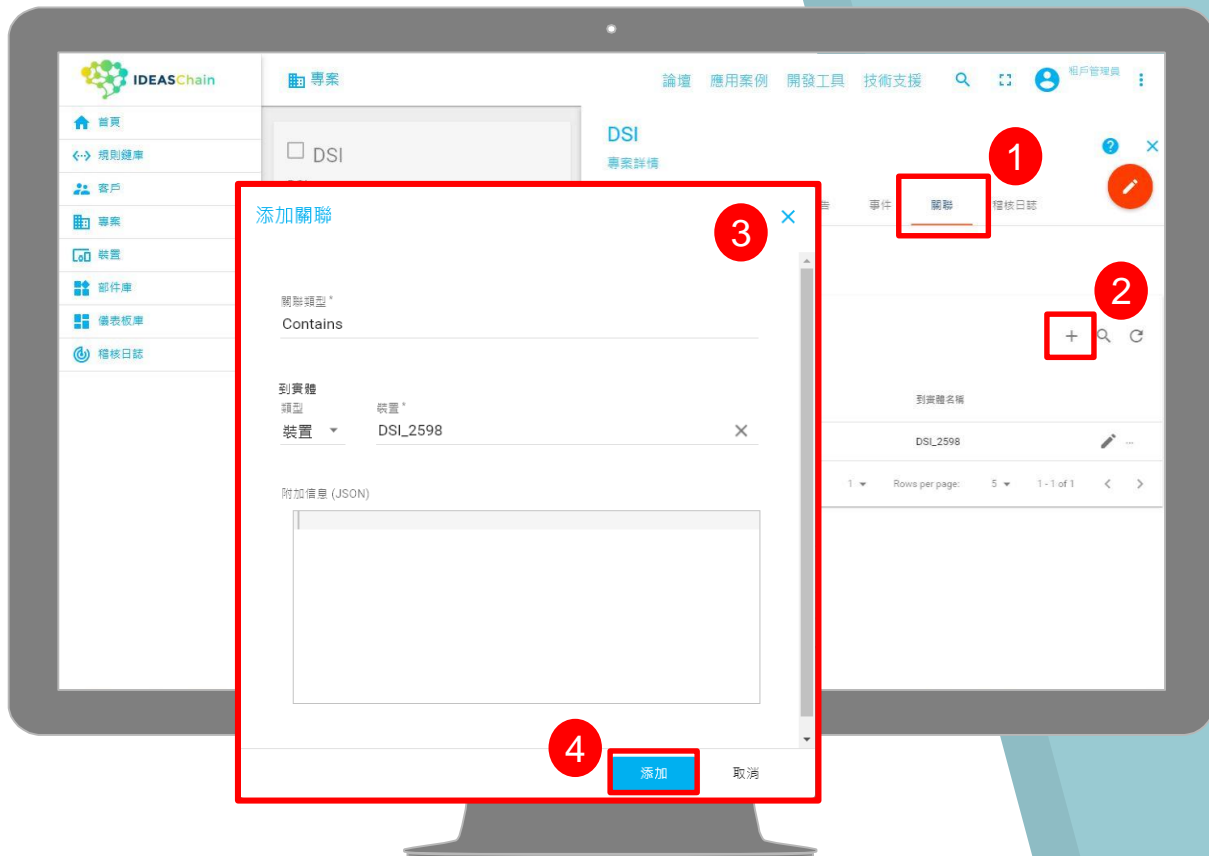 IDEASChain
專案
論壇 應用案例 開發工具 技術支援
租戶管理員
首頁
規則鏈庫
客戶
專案
裝置
部件庫
儀表板庫
稽核日誌
DSI
DSI
專案詳情
事件 關聯 稽核日誌
1
2
到實體名稱
DSI_2598
1 Rows per page: 5 1 - 1 of 1
添加關聯
3
關聯類型 *
Contains
到實體
類型 裝置 *
裝置 DSI_2598
附加信息 (JSON)
4
添加 取消